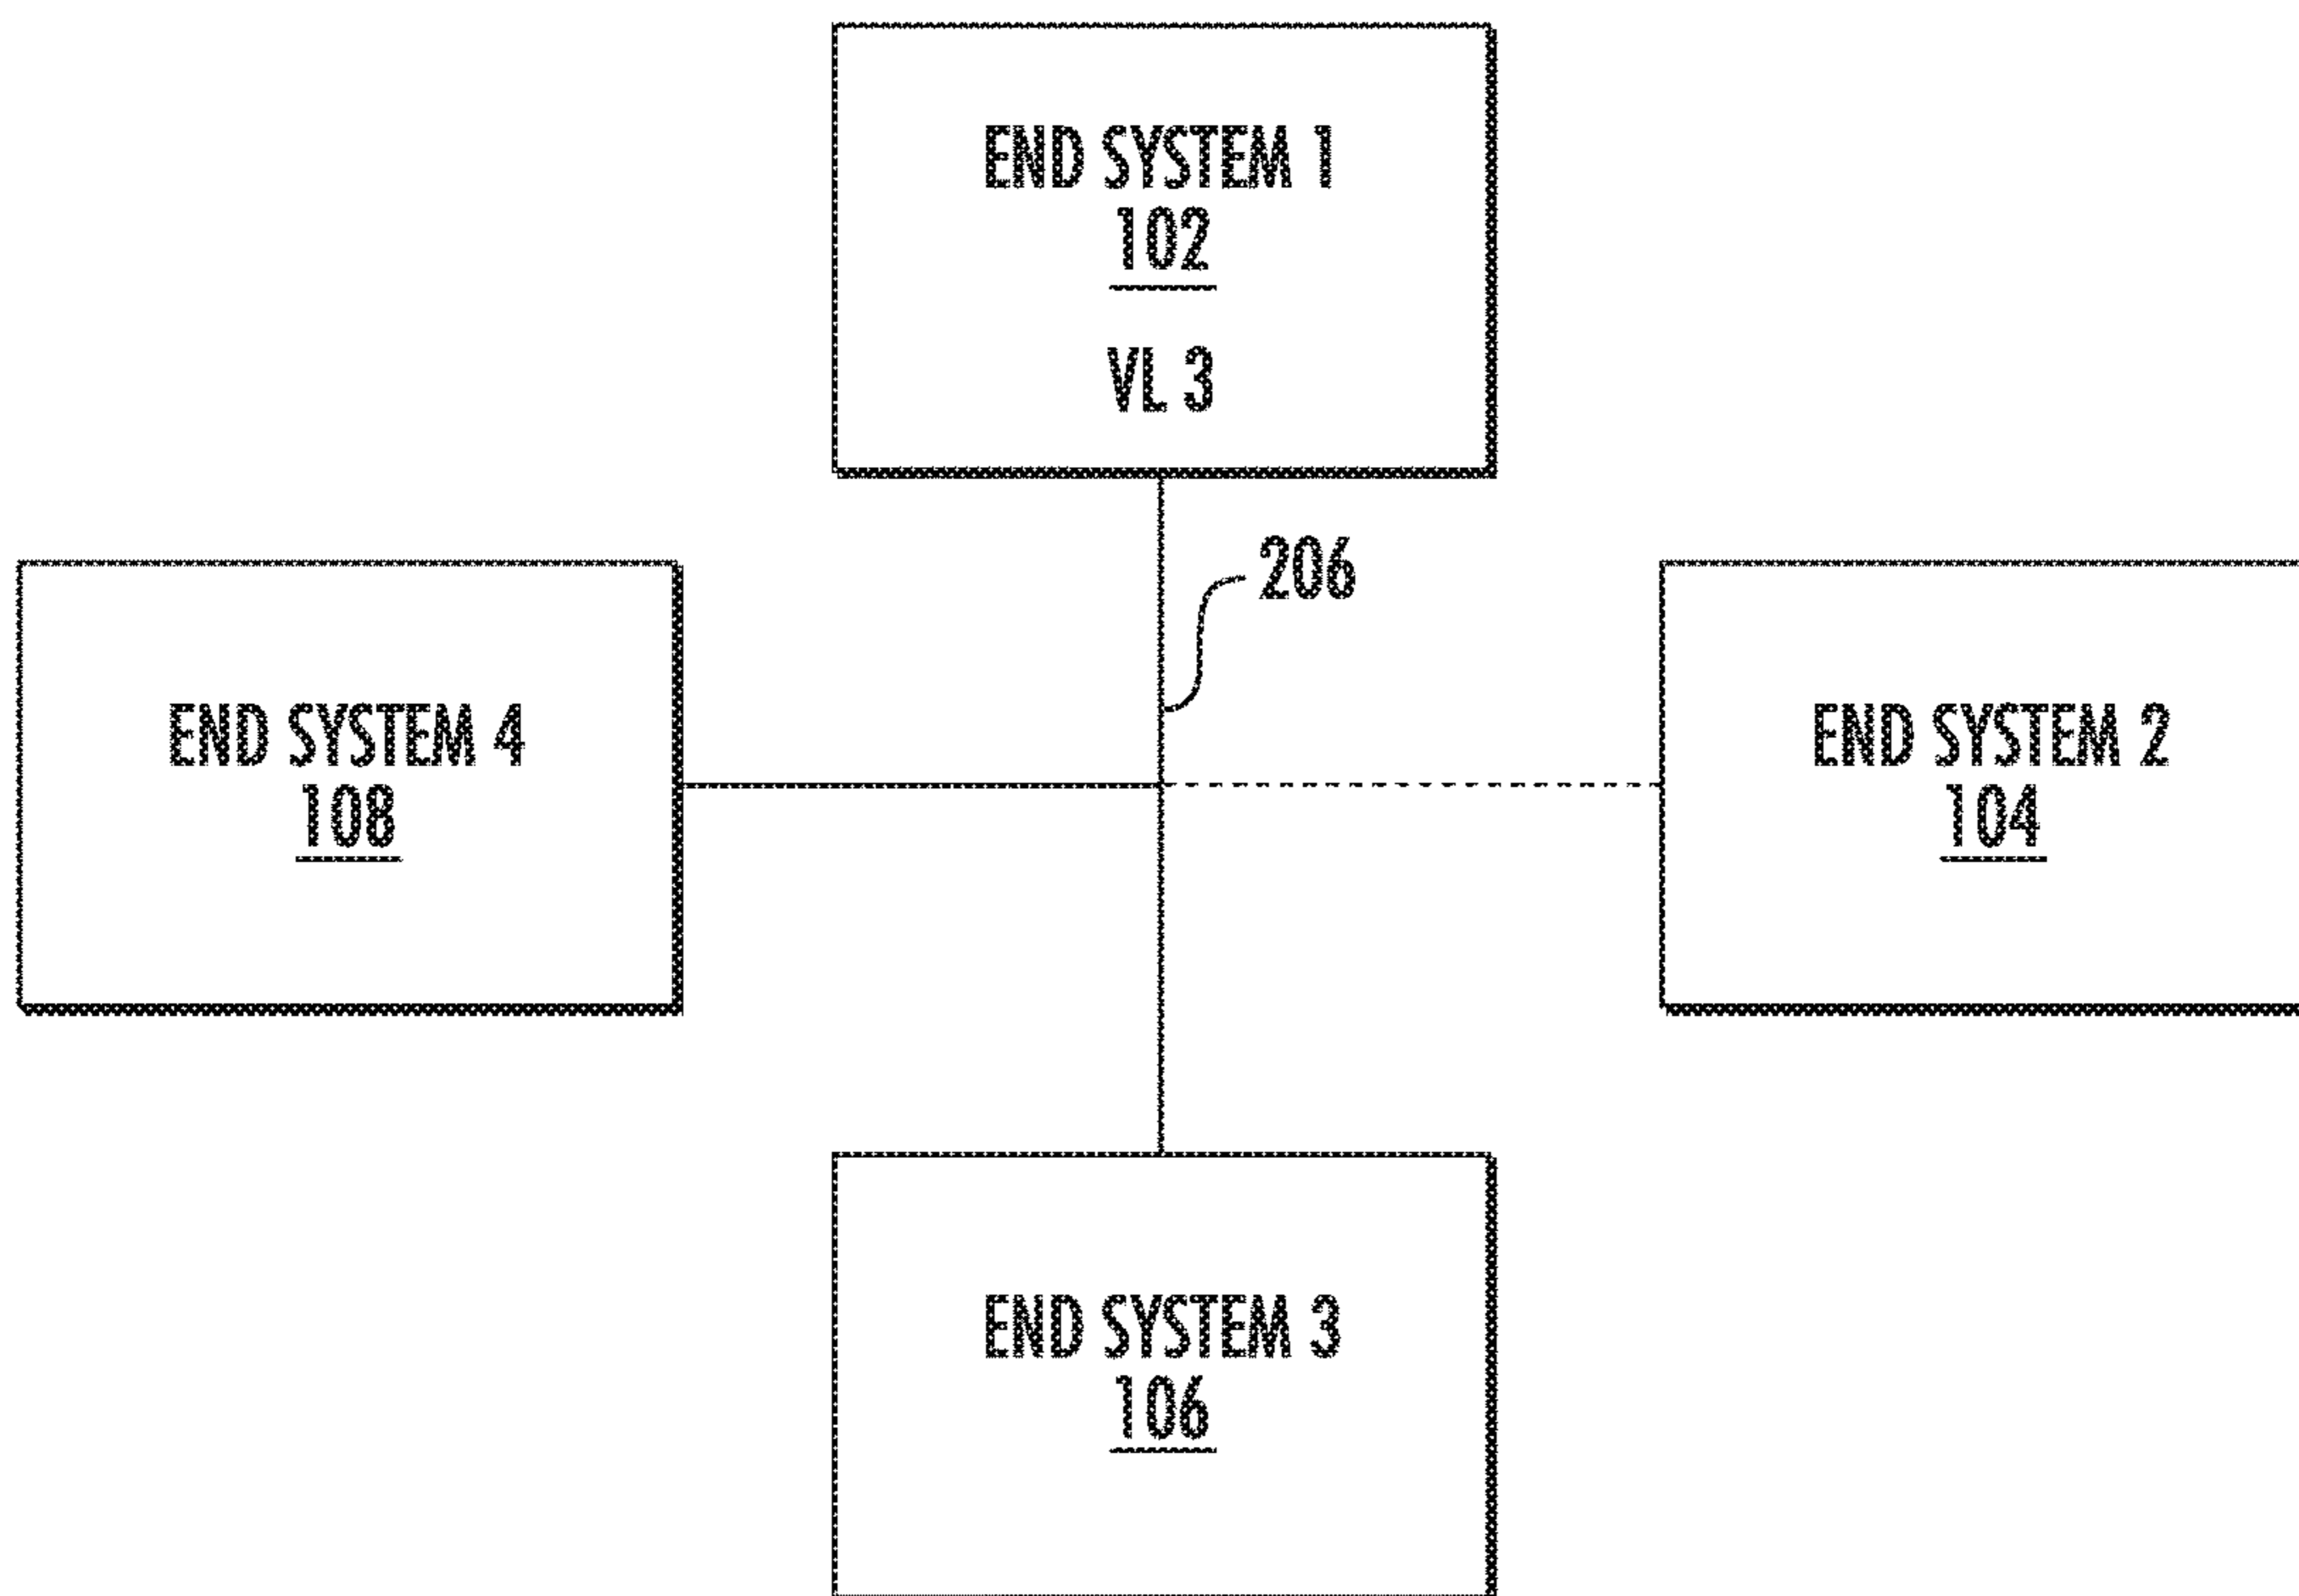 END SYSTEM 1
102
VL 3
206
END SYSTEM 4
108
END SYSTEM 2
104
END SYSTEM 3
106